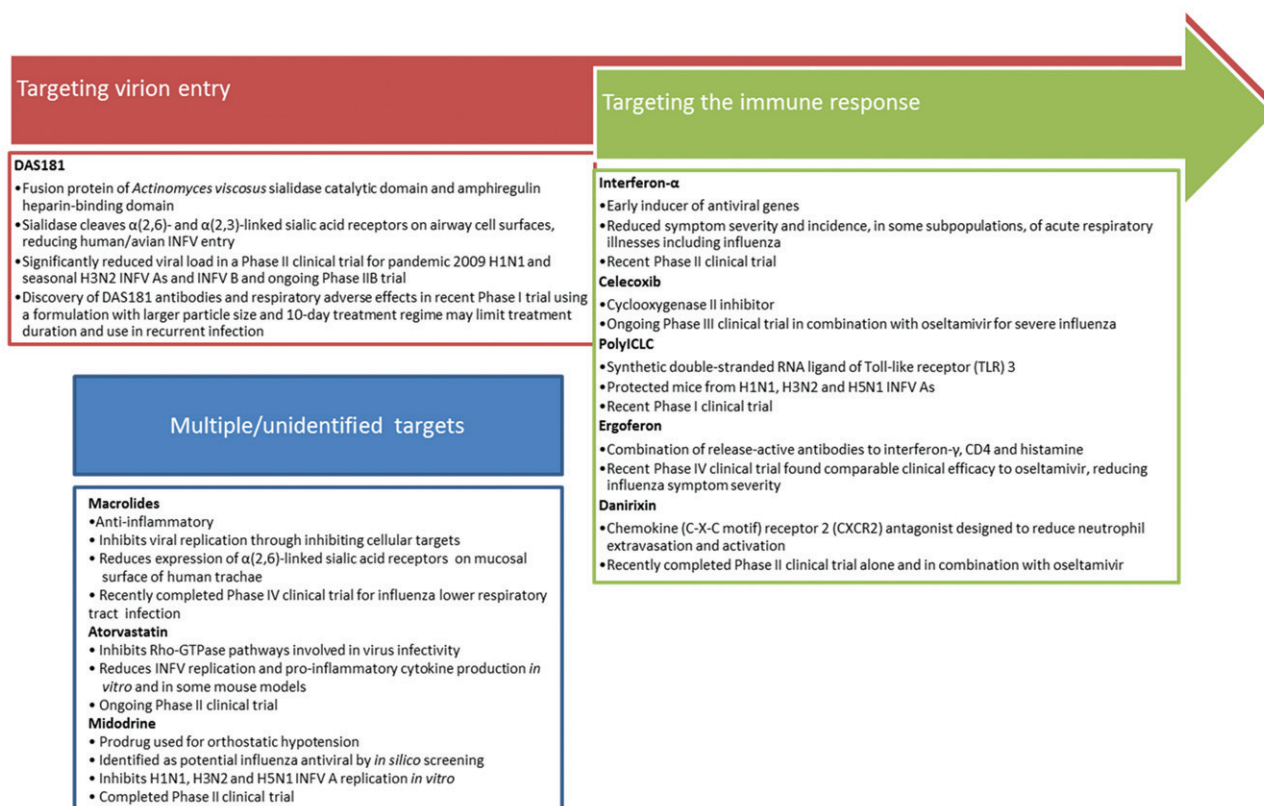 Targeting virion entry
DAS181
•Fusion protein of Actinomyces viscosus sialidase catalytic domain and amphiregulin
heparin-binding domain
•Sialidase cleaves α(2,6)- and α(2,3)-linked sialic acid receptors on airway cell surfaces,
reducing human/avian INFV entry
•Significantly reduced viral load in a Phase II clinical trial for pandemic 2009 H1N1 and
seasonal H3N2 INFV As and INFV B and ongoing Phase IIB trial
•Discovery of DAS181 antibodies and respiratory adverse effects in recent Phase I trial using
a formulation with larger particle size and 10-day treatment regime may limit treatment
duration and use in recurrent infection
Targeting the immune response
Interferon-α
•Early inducer of antiviral genes
•Reduced symptom severity and incidence, in some subpopulations, of acute respiratory
illnesses including influenza
•Recent Phase II clinical trial
Celecoxib
•Cyclooxygenase II inhibitor
•Ongoing Phase III clinical trial in combination with oseltamivir for severe influenza
PolyICLC
•Synthetic double-stranded RNA ligand of Toll-like receptor (TLR) 3
•Protected mice from H1N1, H3N2 and H5N1 INFV As
•Recent Phase I clinical trial
Ergoferon
•Combination of release-active antibodies to interferon-γ, CD4 and histamine
•Recent Phase IV clinical trial found comparable clinical efficacy to oseltamivir, reducing
influenza symptom severity
Danirixin
•Chemokine (C-X-C motif) receptor 2 (CXCR2) antagonist designed to reduce neutrophil
extravasation and activation
•Recently completed Phase II clinical trial alone and in combination with oseltamivir
Multiple/unidentified targets
Macrolides
•Anti-inflammatory
• Inhibits viral replication through inhibiting cellular targets
• Reduces expression of α(2,6)-linked sialic acid receptors on mucosal
surface of human trachae
• Recently completed Phase IV clinical trial for influenza lower respiratory
tract infection
Atorvastatin
• Inhibits Rho-GTPase pathways involved in virus infectivity
• Reduces INFV replication and pro-inflammatory cytokine production in
vitro and in some mouse models
• Ongoing Phase II clinical trial
Midodrine
• Prodrug used for orthostatic hypotension
• Identified as potential influenza antiviral by in silico screening
• Inhibits H1N1, H3N2 and H5N1 INFV A replication in vitro
• Completed Phase II clinical trial